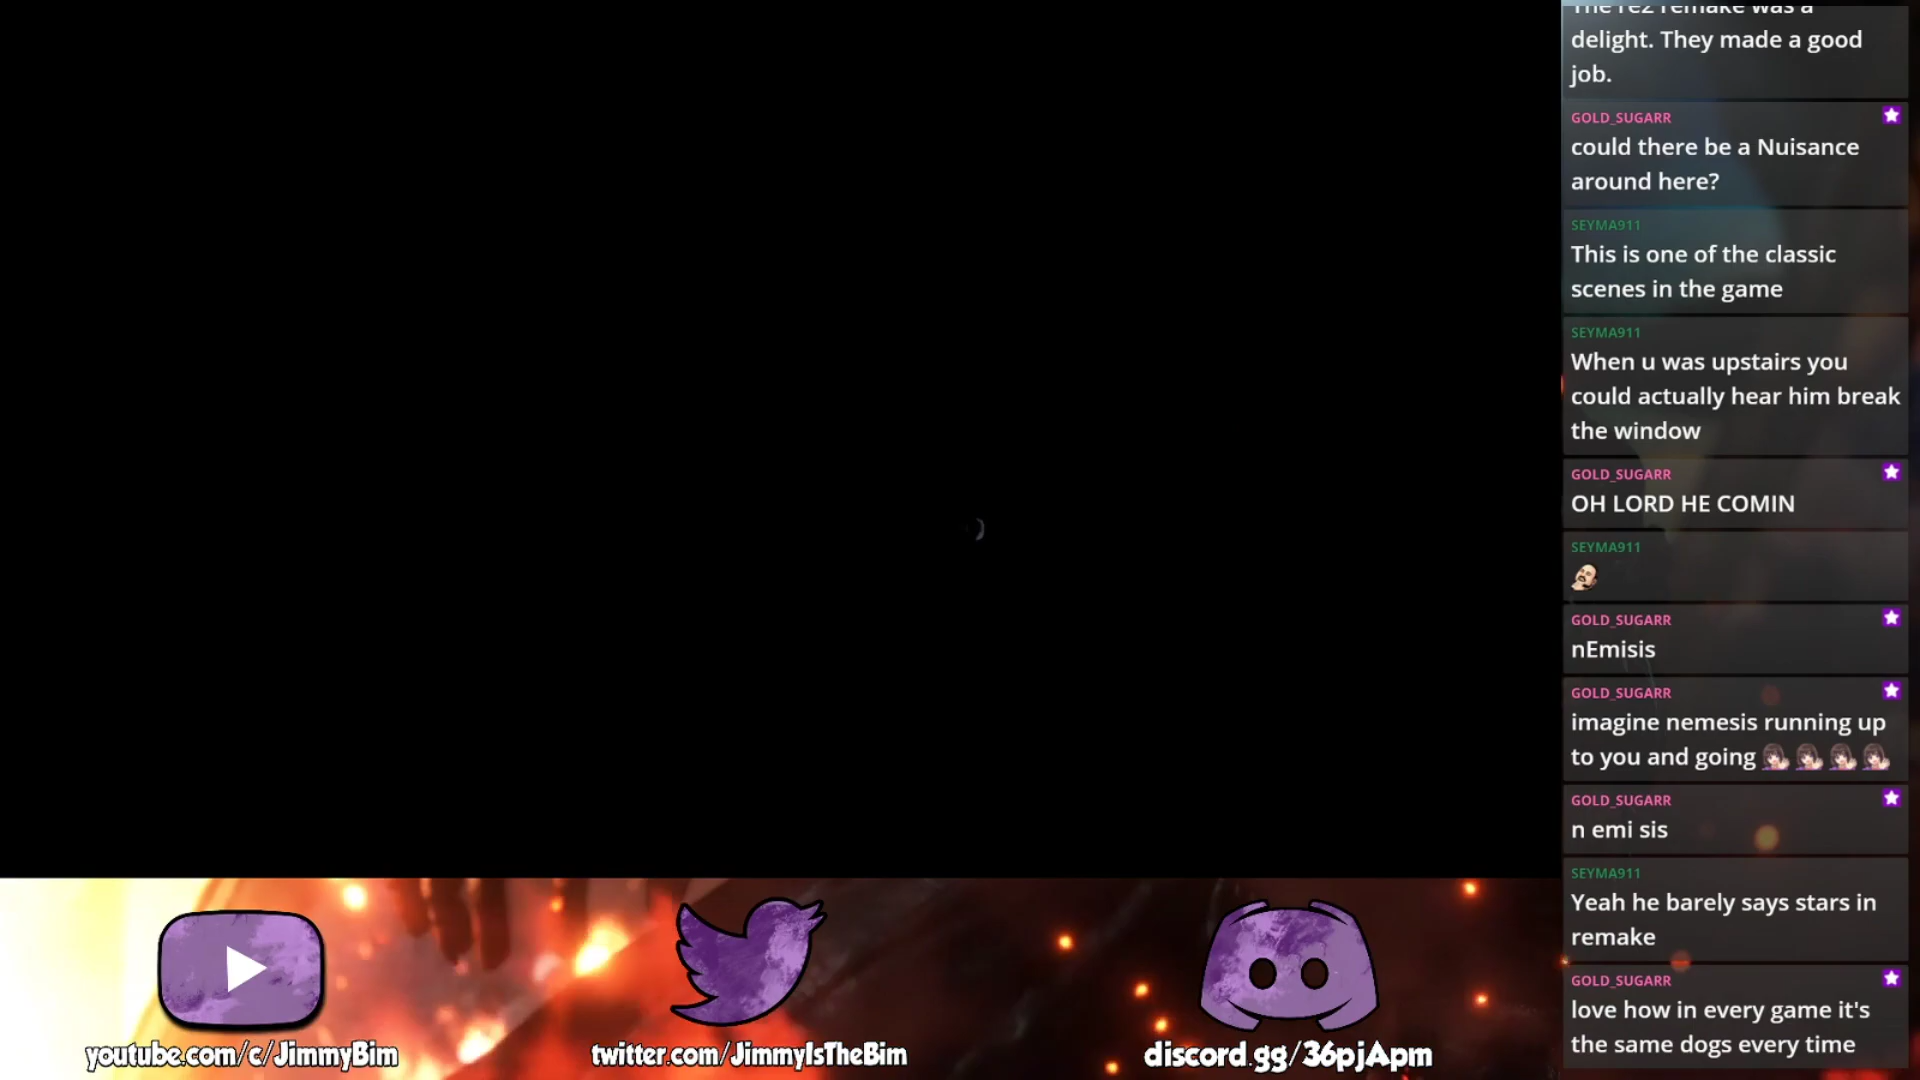 The re2 remake was a
delight. They made a good
job.
GOLD_SUGARR
could there be a Nuisance
around here?
SEYMA911
This is one of the classic
scenes in the game
SEYMA911
When u was upstairs you
could actually hear him break
the window
GOLD_SUGARR
OH LORD HE COMIN
SEYMA911
GOLD_SUGARR
nEmisis
GOLD_SUGARR
imagine nemesis running up
to you and going
GOLD_SUGARR
n emi sis
SEYMA911
Yeah he barely says stars in
remake
GOLD_SUGARR
love how in every game it's
the same dogs every time
youtube.com/c/JimmyBim
twitter.com/JimmyIsTheBim
discord.gg/36pjApm